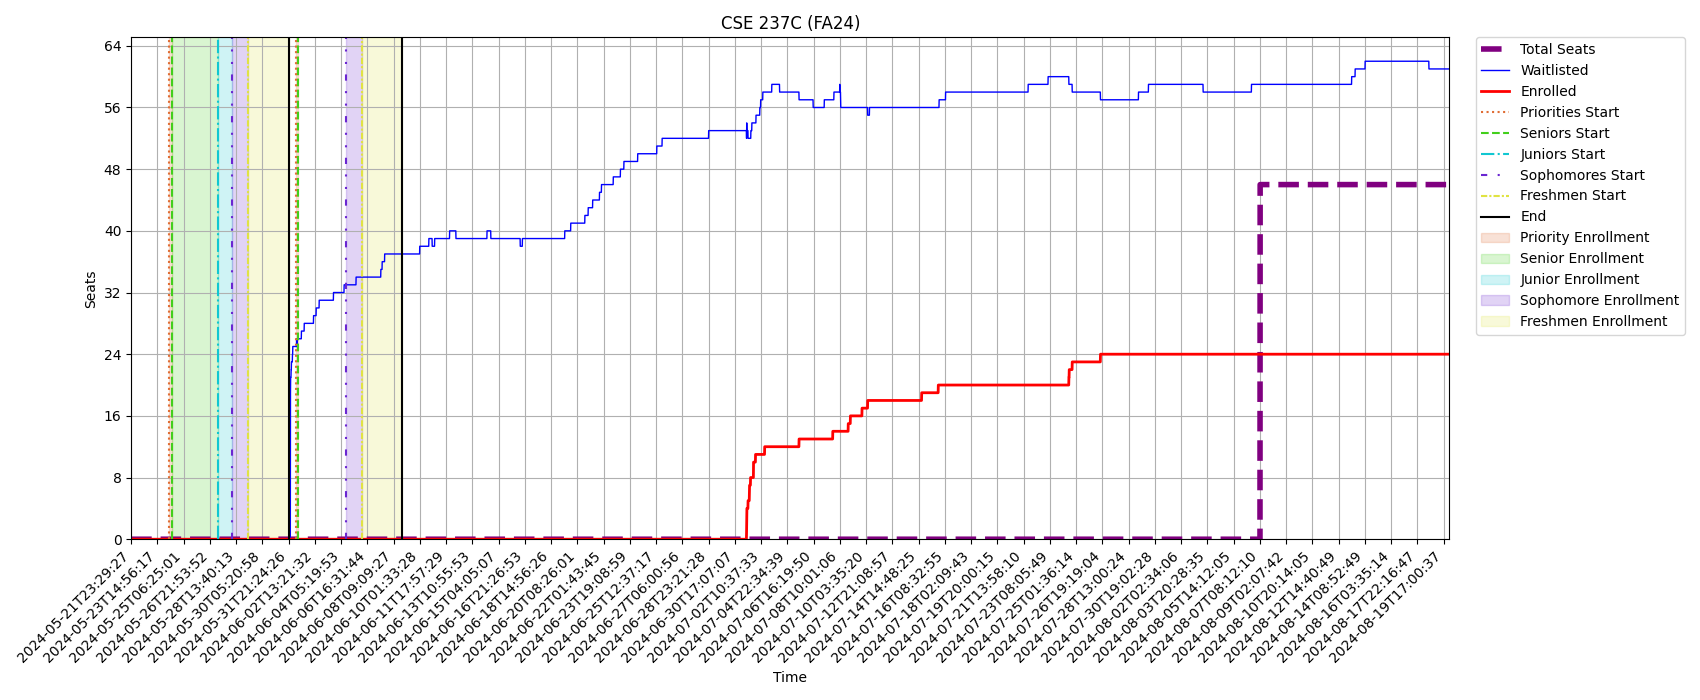 CSE 237C (FA24)
Seats
64
56
48
40
32
24
16
8
0
2024-05-21T23:29:27
2024-05-23T14:56:17
2024-05-25T06:25:01
2024-05-26T21:53:52
2024-05-28T13:40:13
2024-05-30T05:20:58
2024-05-31T21:24:26
2024-06-02T13:21:32
2024-06-04T05:19:53
2024-06-06T16:31:44
2024-06-08T09:09:27
2024-06-10T01:33:28
2024-06-11T17:57:29
2024-06-13T10:55:53
2024-06-15T04:05:07
2024-06-16T21:26:53
2024-06-18T14:56:26
2024-06-20T08:26:01
2024-06-22T01:43:45
2024-06-23T19:08:59
2024-06-25T12:37:17
2024-06-27T06:00:56
2024-06-28T23:21:28
2024-06-30T17:07:07
2024-07-02T10:37:33
2024-07-04T22:34:39
2024-07-06T16:19:50
2024-07-08T10:01:06
2024-07-10T03:35:20
2024-07-12T21:08:57
2024-07-14T14:48:25
2024-07-16T08:32:55
2024-07-18T02:09:43
2024-07-19T20:00:15
2024-07-21T13:58:10
2024-07-23T08:05:49
2024-07-25T01:36:14
2024-07-26T19:19:04
2024-07-28T13:00:24
2024-07-30T19:02:28
2024-08-02T02:34:06
2024-08-03T20:28:35
2024-08-05T14:12:05
2024-08-07T08:12:10
2024-08-09T02:07:42
2024-08-10T20:14:05
2024-08-12T14:40:49
2024-08-14T08:52:49
2024-08-16T03:35:14
2024-08-17T22:16:47
2024-08-19T17:00:37
Time
Total Seats
Waitlisted
Enrolled
Priorities Start
Seniors Start
Juniors Start
Sophomores Start
Freshmen Start
End
Priority Enrollment
Senior Enrollment
Junior Enrollment
Sophomore Enrollment
Freshmen Enrollment